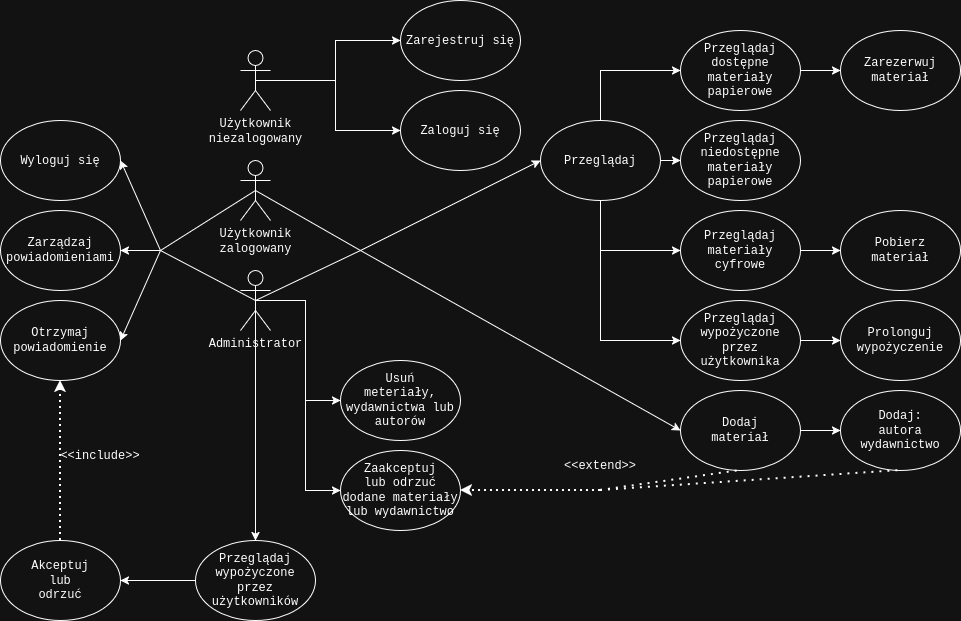 Zarejestruj się
Zaloguj się
Użytkownik
niezalogowany
Użytkownik
zalogowany
Administrator
Wyloguj się
Zarządzaj
powiadomieniami
Otrzymaj
powiadomienie
<<include>>
Akceptuj
lub
odrzuć
Przeglądaj
wypożyczone
przez
użytkowników
Usuń
meteriały,
wydawnictwa lub
autorów
Zaakceptuj
lub odrzuć
dodane materiały
lub wydawnictwo
<<extend>>
Przeglądaj
Przeglądaj
dostępne
materiały
papierowe
Zarezerwuj
materiał
Przeglądaj
niedostępne
materiały
papierowe
Przeglądaj
materiały
cyfrowe
Pobierz
materiał
Przeglądaj
wypożyczone
przez
użytkownika
Prolonguj
wypożyczenie
Dodaj
materiał
Dodaj:
autora
wydawnictwo